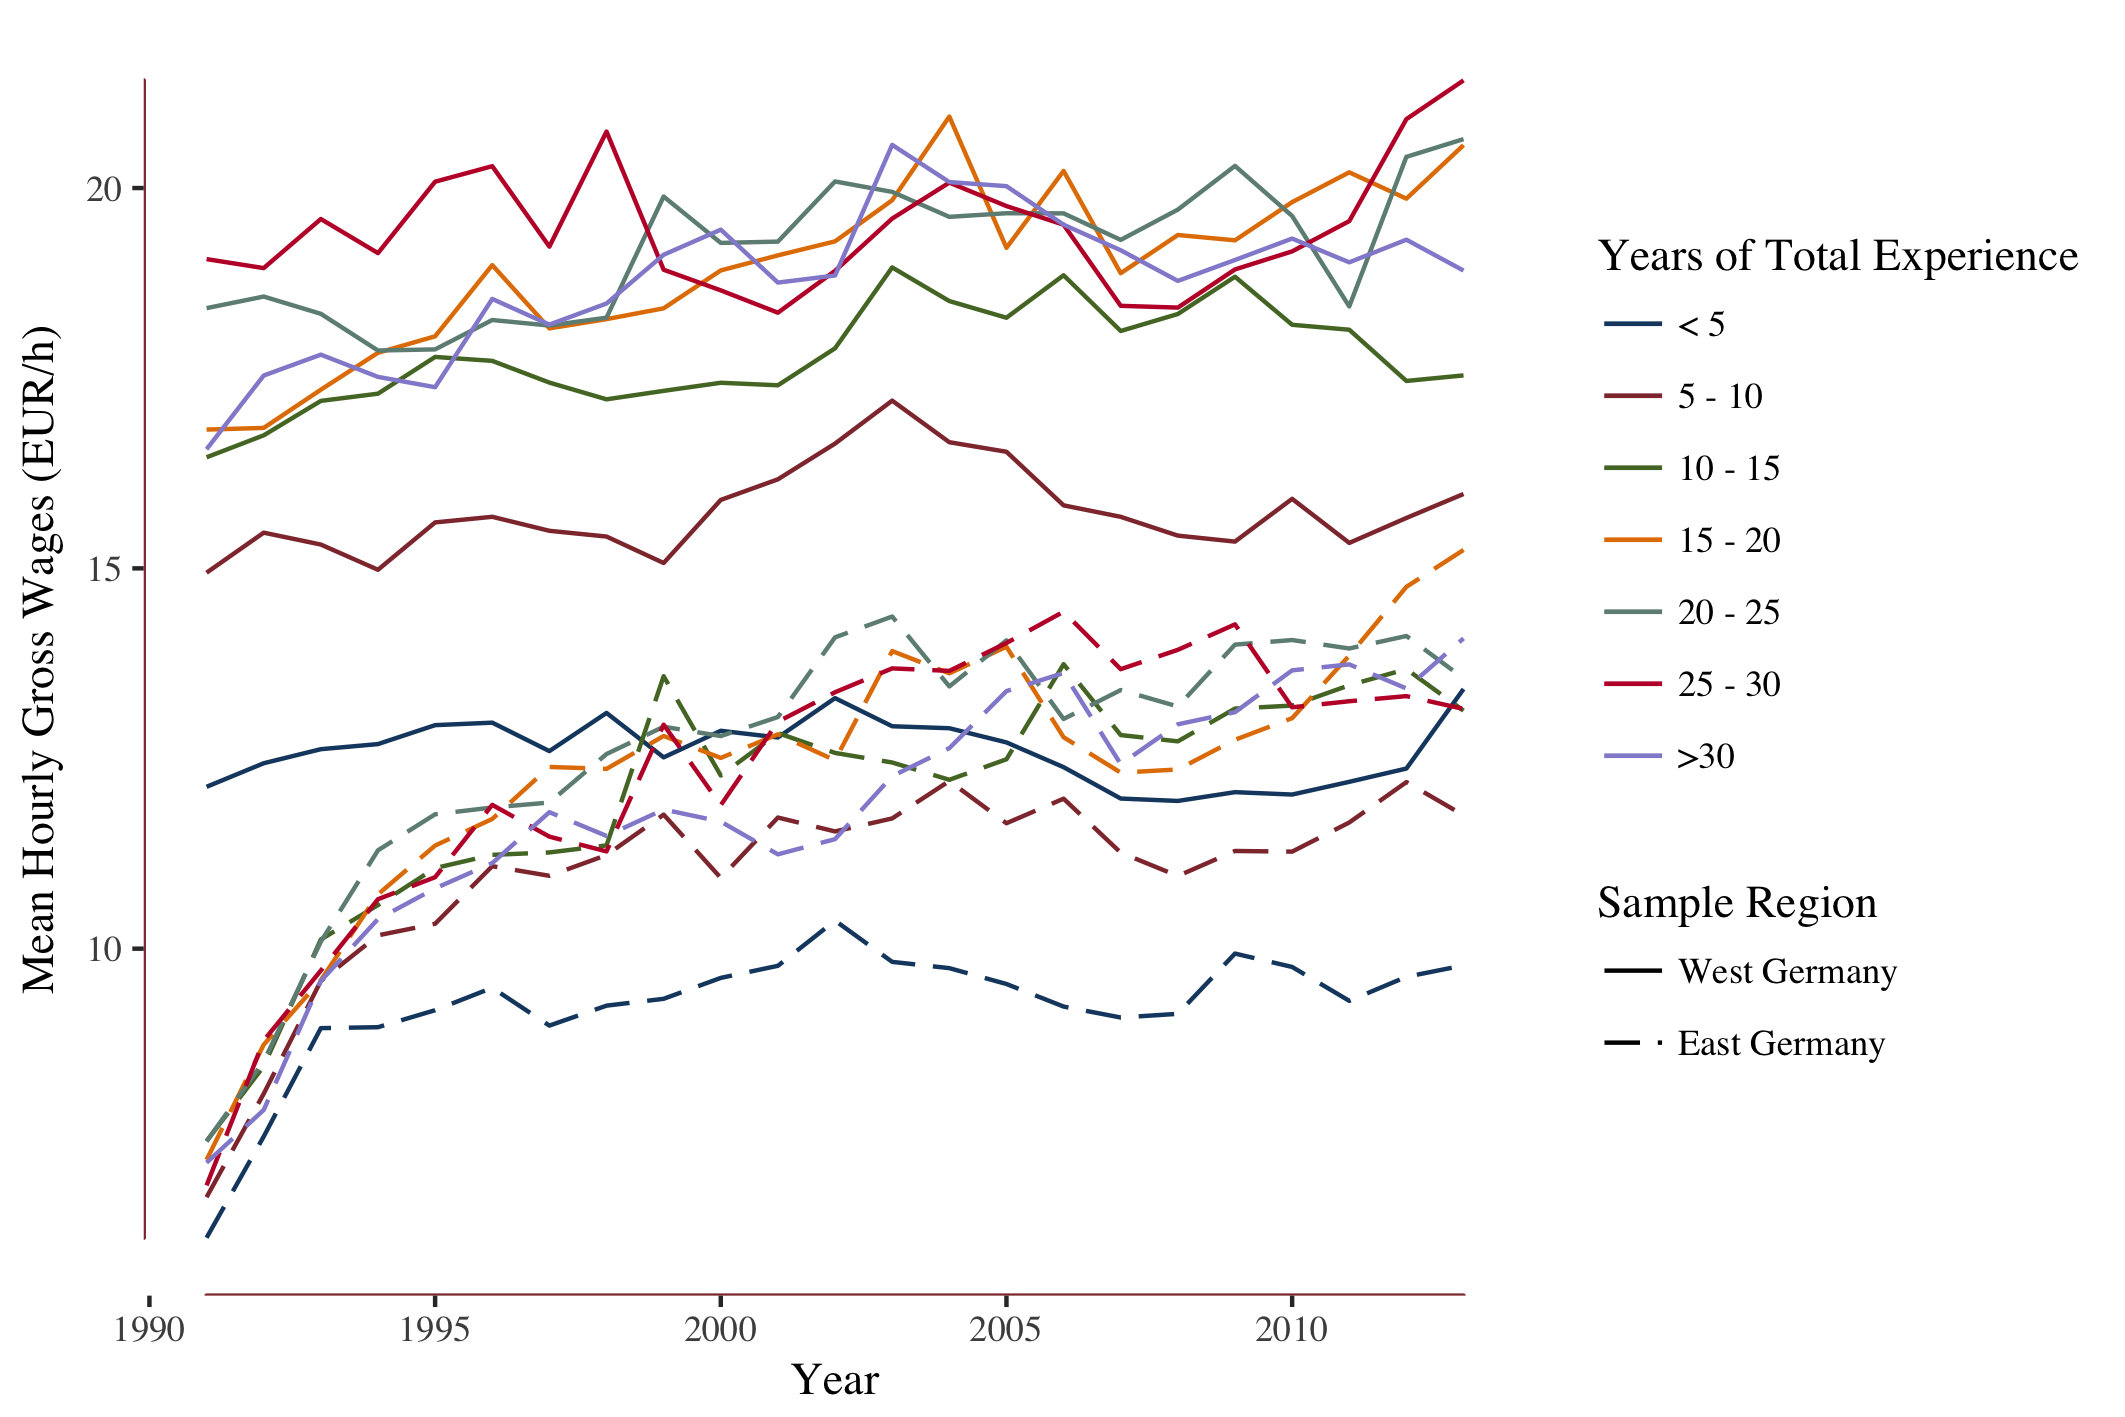 Mean Hourly Gross Wages (EUR/h)
20
15
10
1990 1995 2000 2005 2010
Year
Years of Total Experience
< 5
5 - 10
10 - 15
15 - 20
20 - 25
25 - 30
>30
Sample Region
West Germany
East Germany